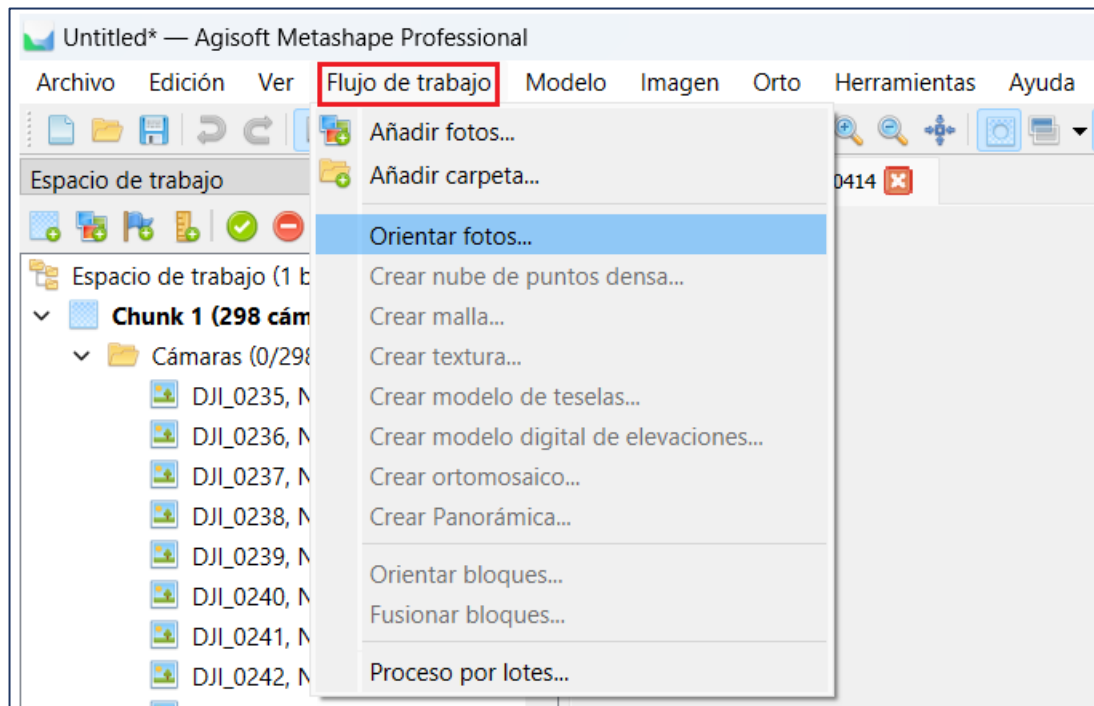 Untitled* — Agisoft Metashape Professional
Archivo Edición Ver Flujo de trabajo Modelo Imagen Orto Herramientas Ayuda
Añadir fotos...
Espacio de trabajo
Añadir carpeta...
0414
Orientar fotos...
Espacio de trabajo (1 b
Crear nube de puntos densa...
Chunk 1 (298 cám
Crear malla...
Cámaras (0/298
Crear textura...
DJI_0235, N
Crear modelo de teselas...
DJI_0236, N
Crear modelo digital de elevaciones...
DJI_0237, N
Crear ortomosaico...
DJI_0238, N
Crear Panorámica...
DJI_0239, N
Orientar bloques...
DJI_0240, N
Fusionar bloques...
DJI_0241, N
Proceso por lotes...
DJI_0242, N